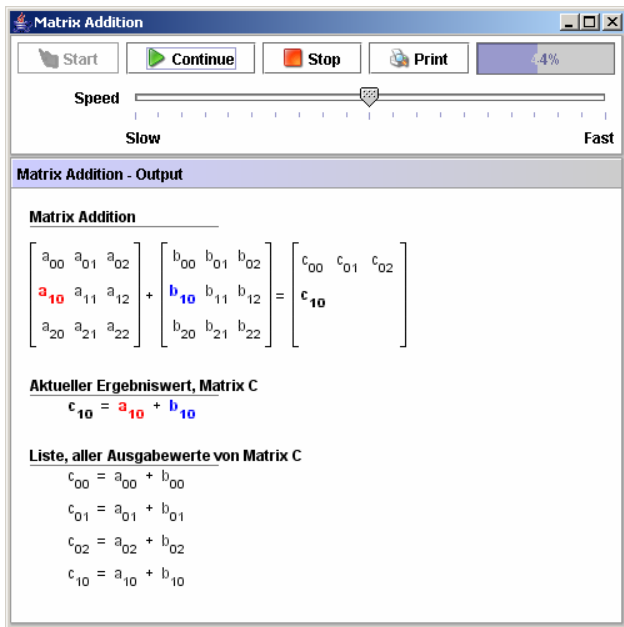 Matrix Addition
Start Continue Stop Print 44%
Speed
Slow Fast
Matrix Addition - Output
Matrix Addition
a00 a01 a02 b00 b01 b02 c00 c01 c02
a10 a11 a12 + b10 b11 b12 = c10
a20 a21 a22 b20 b21 b22
Aktueller Ergebniswert, Matrix C
c10 = a10 + b10
Liste, aller Ausgabewerte von Matrix C
c00 = a00 + b00
c01 = a01 + b01
c02 = a02 + b02
c10 = a10 + b10